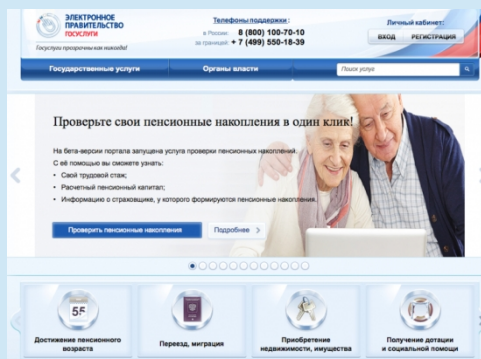 ЭЛЕКТРОННОЕ
ПРАВИТЕЛЬСТВО
ГОСУСЛУГИ
Госуслуги прозрачны как никогда!
Телефоны поддержки:
в России: 8 (800) 100-70-10
за границей: + 7 (499) 550-18-39
Личный кабинет:
ВХОД РЕГИСТРАЦИЯ
Государственные услуги
Органы власти
Поиск услуг
Проверьте свои пенсионные накопления в один клик!
На бета-версии портала запущена услуга проверки пенсионных накоплений.
С её помощью вы сможете узнать:
• Свой трудовой стаж;
• Расчетный пенсионный капитал;
• Информацию о страховщике, у которого формируются пенсионные накопления.
Проверить пенсионные накопления
Подробнее >
55
Достижение пенсионного
возраста
Переезд, миграция
Приобретение
недвижимости, имущества
Получение дотации
и социальной помощи